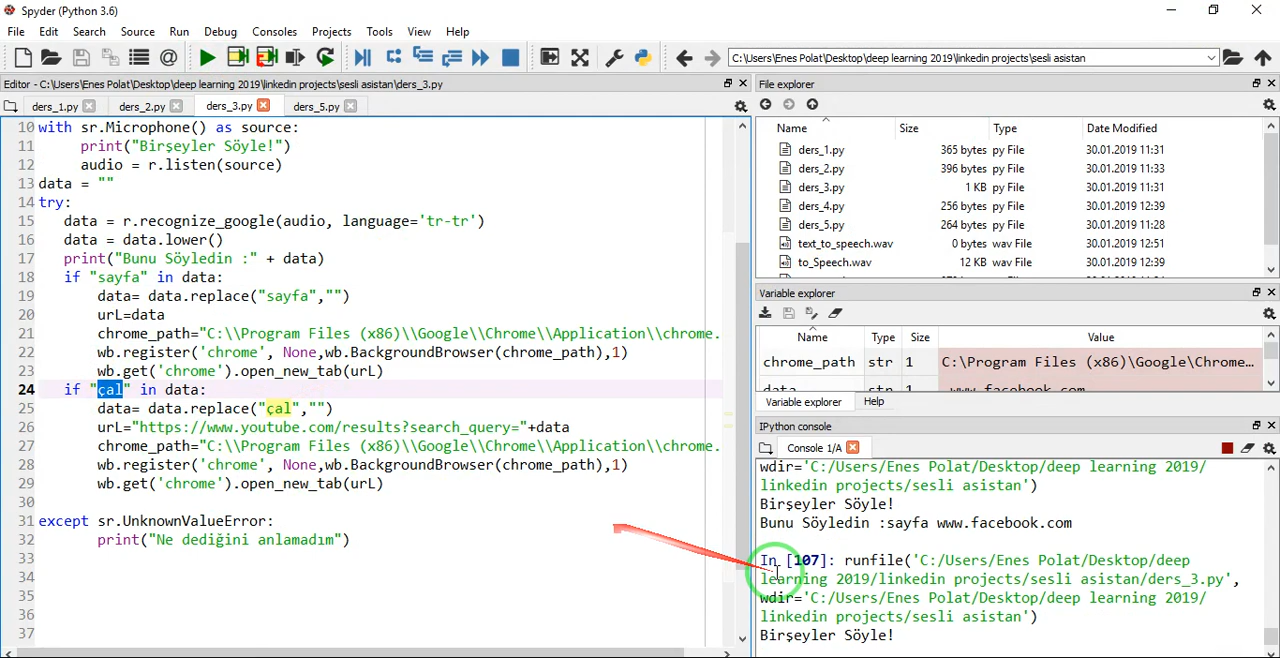 Spyder (Python 3.6)
File Edit Search Source Run Debug Consoles Projects Tools View Help
C:\Users\Enes Polat\Desktop\deep learning 2019\linkedin projects\sesli asistan
Editor - C:\Users\Enes Polat\Desktop\deep learning 2019\linkedin projects\sesli asistan\ders_3.py
ders_1.py ders_2.py ders_3.py ders_5.py
10 with sr.Microphone() as source:
11 print("Birşeyler Söyle!")
12 audio = r.listen(source)
13 data = ""
14 try:
15 data = r.recognize_google(audio, language='tr-tr')
16 data = data.lower()
17 print("Bunu Söyledin :" + data)
18 if "sayfa" in data:
19 data= data.replace("sayfa","")
20 urL=data
21 chrome_path="C:\\Program Files (x86)\\Google\\Chrome\\Application\\chrome.
22 wb.register('chrome', None,wb.BackgroundBrowser(chrome_path),1)
23 wb.get('chrome').open_new_tab(urL)
24 if "çal" in data:
25 data= data.replace("çal","")
26 urL="https://www.youtube.com/results?search_query="+data
27 chrome_path="C:\\Program Files (x86)\\Google\\Chrome\\Application\\chrome.
28 wb.register('chrome', None,wb.BackgroundBrowser(chrome_path),1)
29 wb.get('chrome').open_new_tab(urL)
30
31 except sr.UnknownValueError:
32 print("Ne dediğini anlamadım")
33
34
35
36
37
File explorer
Name Size Type Date Modified
ders_1.py 365 bytes py File 30.01.2019 11:31
ders_2.py 396 bytes py File 30.01.2019 11:33
ders_3.py 1 KB py File 30.01.2019 11:31
ders_4.py 256 bytes py File 30.01.2019 12:39
ders_5.py 264 bytes py File 30.01.2019 11:28
text_to_speech.wav 0 bytes wav File 30.01.2019 12:51
to_Speech.wav 12 KB wav File 30.01.2019 12:39
Variable explorer
Name Type Size Value
chrome_path str 1 C:\Program Files (x86)\Google\Chrome...
data str 1 www.facebook.com
Variable explorer Help
IPython console
Console 1/A
wdir='C:/Users/Enes Polat/Desktop/deep learning 2019/
linkedin projects/sesli asistan')
Birşeyler Söyle!
Bunu Söyledin :sayfa www.facebook.com
In [107]: runfile('C:/Users/Enes Polat/Desktop/deep
learning 2019/linkedin projects/sesli asistan/ders_3.py',
wdir='C:/Users/Enes Polat/Desktop/deep learning 2019/
linkedin projects/sesli asistan')
Birşeyler Söyle!